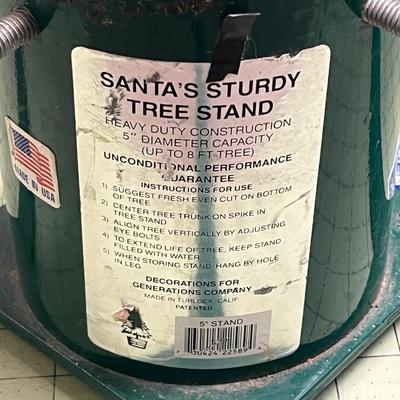 SANTA'S STURDY
TREE STAND
HEAVY DUTY CONSTRUCTION
5" DIAMETER CAPACITY
(UP TO 8 FT TREE)
UNCONDITIONAL PERFORMANCE
GUARANTEE
INSTRUCTIONS FOR USE
1) SUGGEST FRESH EVEN CUT ON BOTTOM
OF TREE
2) CENTER TREE TRUNK ON SPIKE IN
TREE STAND
3) ALIGN TREE VERTICALLY BY ADJUSTING
EYE BOLTS
4) TO EXTEND LIFE OF TREE, KEEP STAND
FILLED WITH WATER
5) WHEN STORING STAND, HANG BY HOLE
IN LEG
DECORATIONS FOR
GENERATIONS COMPANY
MADE IN TURLOCK, CALIF.
PATENTED
5" STAND
7 30424 22589
MADE IN USA